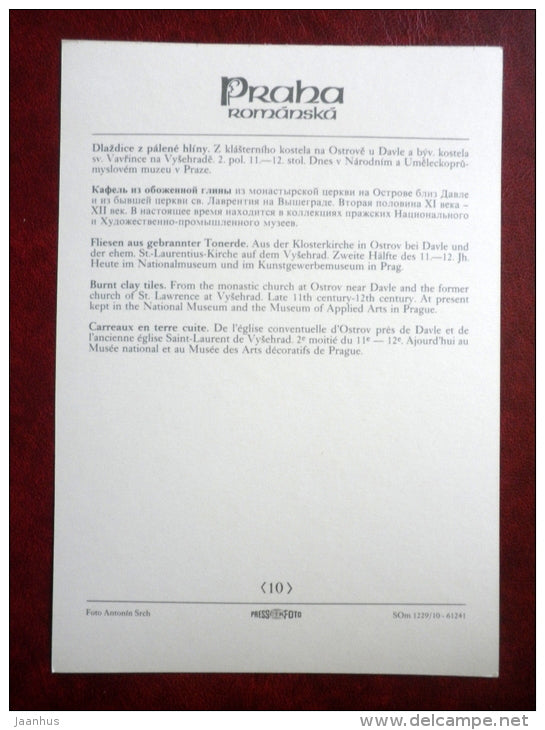 Praha
románská
Dlaždice z pálené hlíny. Z klášterního kostela na Ostrově u Davle a býv. kostela
sv. Vavřince na Vyšehradě. 2. pol. 11.—12. stol. Dnes v Národním a Uměleckoprů-
myslovém muzeu v Praze.
Кафель из обоженной глины из монастырской церкви на Острове близ Давле
и из бывшей церкви св. Лаврентия на Вышеграде. Вторая половина XI века –
XII век. В настоящее время находится в коллекциях пражских Национального
и Художественно-промышленного музеев.
Fliesen aus gebrannter Tonerde. Aus der Klosterkirche in Ostrov bei Davle und
der ehem. St.-Laurentius-Kirche auf dem Vyšehrad. Zweite Hälfte des 11.—12. Jh.
Heute im Nationalmuseum und im Kunstgewerbemuseum in Prag.
Burnt clay tiles. From the monastic church at Ostrov near Davle and the former
church of St. Lawrence at Vyšehrad. Late 11th century-12th century. At present
kept in the National Museum and the Museum of Applied Arts in Prague.
Carreaux en terre cuite. De l'église conventuelle d'Ostrov près de Davle et de
l'ancienne église Saint-Laurent de Vyšehrad. 2e moitié du 11e — 12e. Ajourd'hui au
Musée national et au Musée des Arts décoratifs de Prague.
⟨10⟩
Foto Antonín Srch PRESSFOTO SOm 1229/10 - 61241
jaanhus
www.delcampe.net